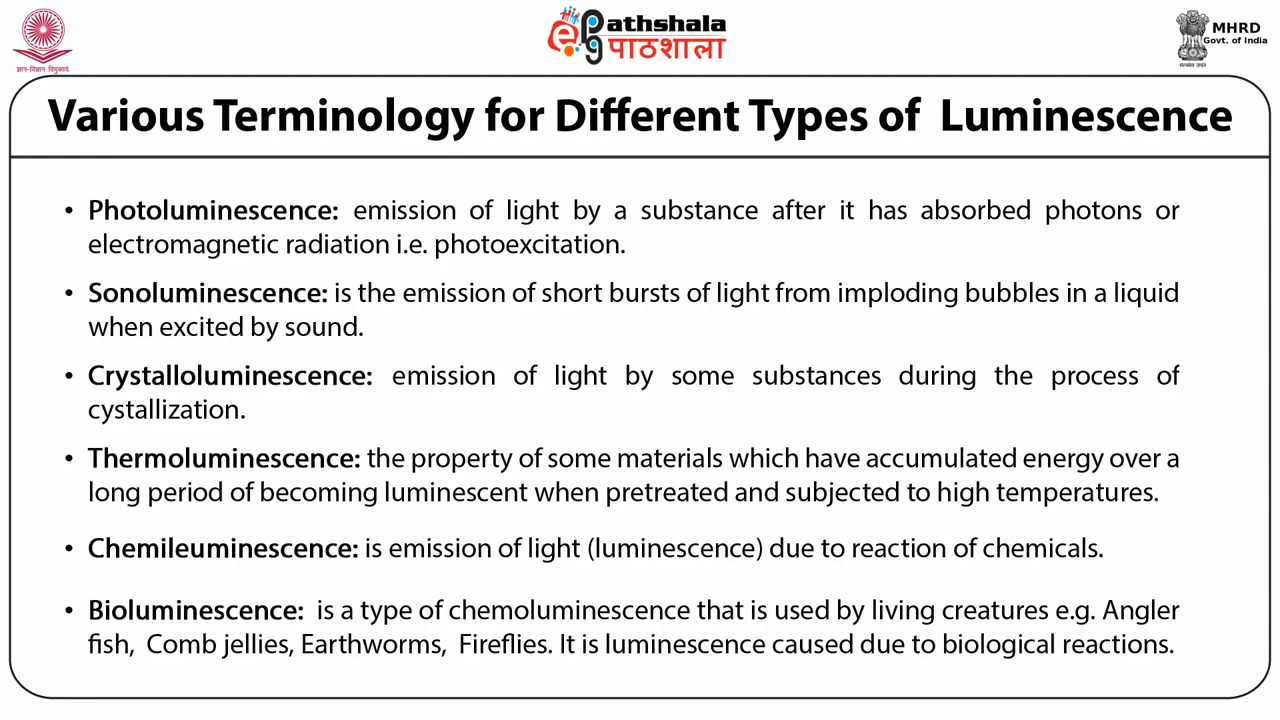 ज्ञान-विज्ञान विमुक्तये
ePathshala
पाठशाला
MHRD
Govt. of India
सत्यमेव जयते
Various Terminology for Different Types of Luminescence
• Photoluminescence: emission of light by a substance after it has absorbed photons or
electromagnetic radiation i.e. photoexcitation.
• Sonoluminescence: is the emission of short bursts of light from imploding bubbles in a liquid
when excited by sound.
• Crystalloluminescence: emission of light by some substances during the process of
cystallization.
• Thermoluminescence: the property of some materials which have accumulated energy over a
long period of becoming luminescent when pretreated and subjected to high temperatures.
• Chemileuminescence: is emission of light (luminescence) due to reaction of chemicals.
• Bioluminescence: is a type of chemoluminescence that is used by living creatures e.g. Angler
fish, Comb jellies, Earthworms, Fireflies. It is luminescence caused due to biological reactions.